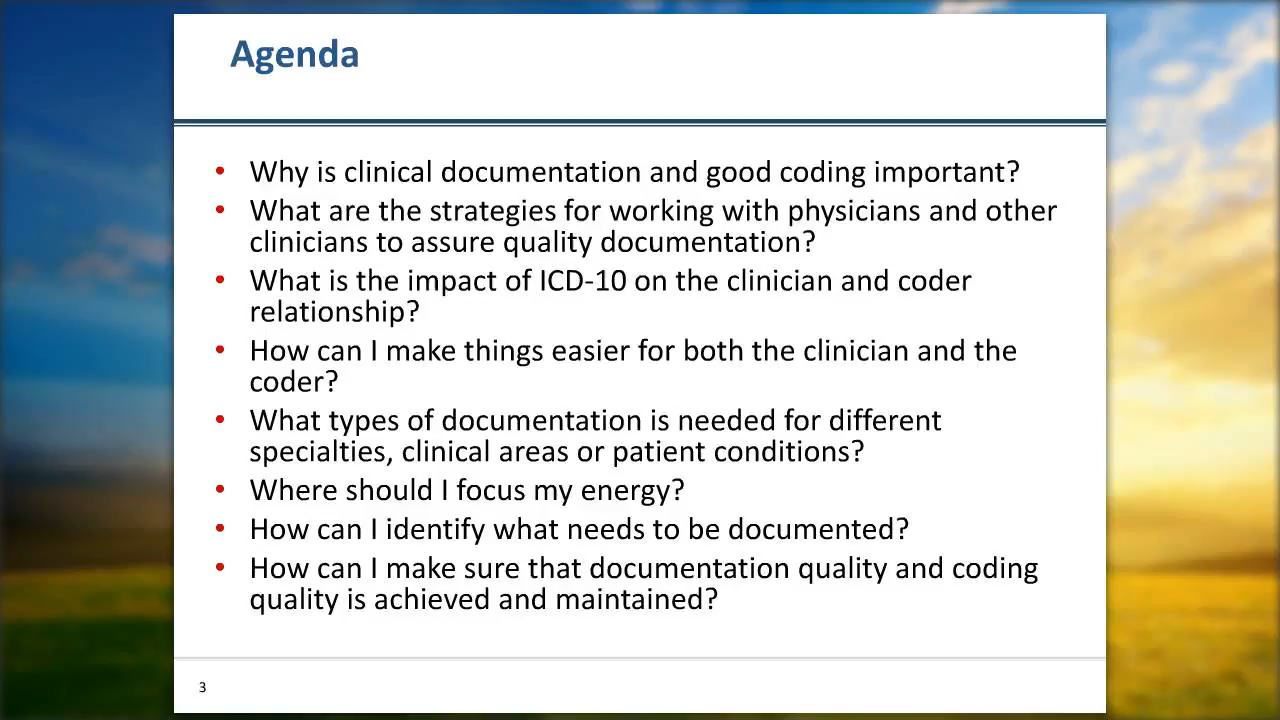 Agenda
• Why is clinical documentation and good coding important?
• What are the strategies for working with physicians and other
clinicians to assure quality documentation?
• What is the impact of ICD-10 on the clinician and coder
relationship?
• How can I make things easier for both the clinician and the
coder?
• What types of documentation is needed for different
specialties, clinical areas or patient conditions?
• Where should I focus my energy?
• How can I identify what needs to be documented?
• How can I make sure that documentation quality and coding
quality is achieved and maintained?
3